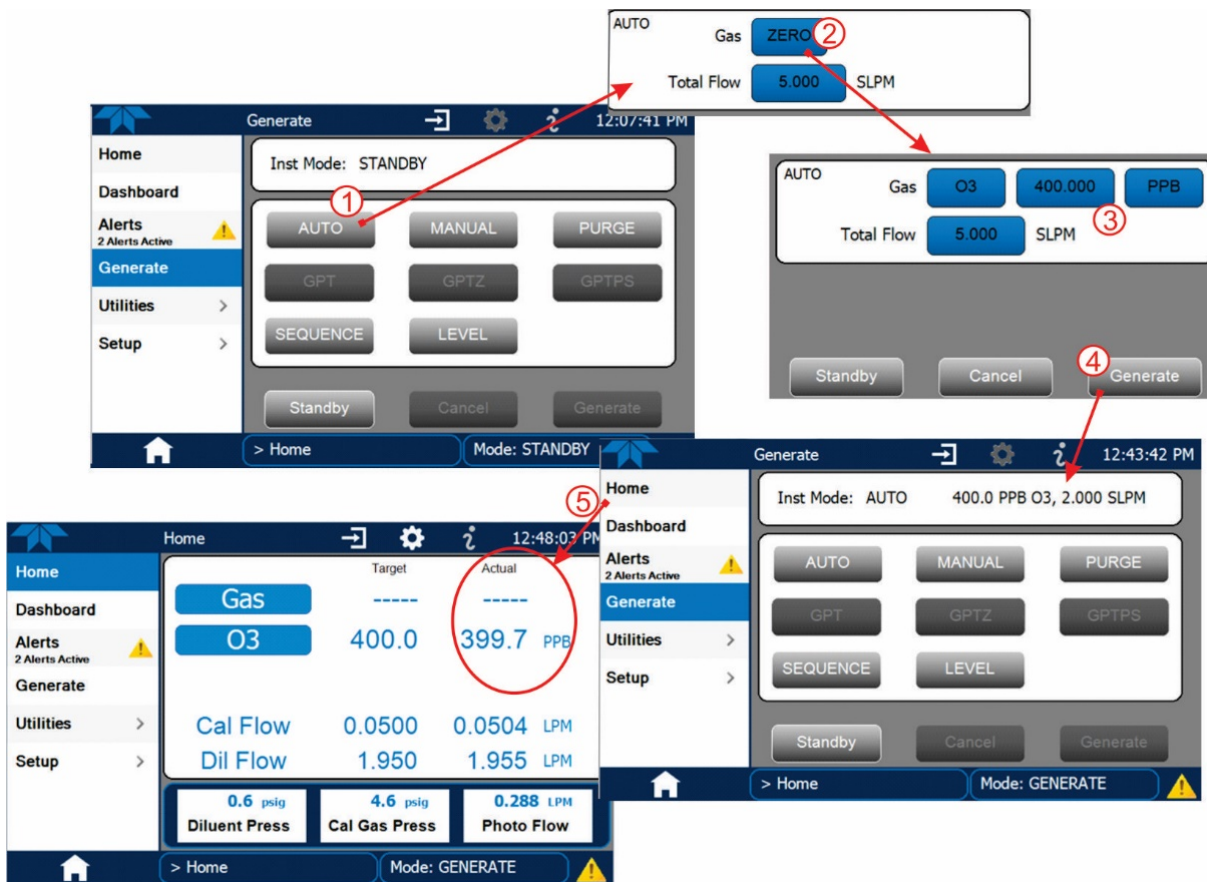 AUTO
Gas ZERO ②
Total Flow 5.000 SLPM
Generate 12:07:41 PM
Home
Dashboard
Alerts
2 Alerts Active
Generate
Utilities >
Setup >
Inst Mode: STANDBY
①
AUTO MANUAL PURGE
GPT GPTZ GPTPS
SEQUENCE LEVEL
Standby Cancel Generate
> Home Mode: STANDBY
AUTO
Gas O3 400.000 PPB
③
Total Flow 5.000 SLPM
④
Standby Cancel Generate
Generate 12:43:42 PM
⑤
Home
Dashboard
Alerts
2 Alerts Active
Generate
Utilities >
Setup >
Inst Mode: AUTO 400.0 PPB O3, 2.000 SLPM
AUTO MANUAL PURGE
GPT GPTZ GPTPS
SEQUENCE LEVEL
Standby Cancel Generate
> Home Mode: GENERATE
Home 12:48:03 PM
Home
Dashboard
Alerts
2 Alerts Active
Generate
Utilities >
Setup >
Target Actual
Gas ----- -----
O3 400.0 399.7 PPB
Cal Flow 0.0500 0.0504 LPM
Dil Flow 1.950 1.955 LPM
0.6 psig 4.6 psig 0.288 LPM
Diluent Press Cal Gas Press Photo Flow
> Home Mode: GENERATE